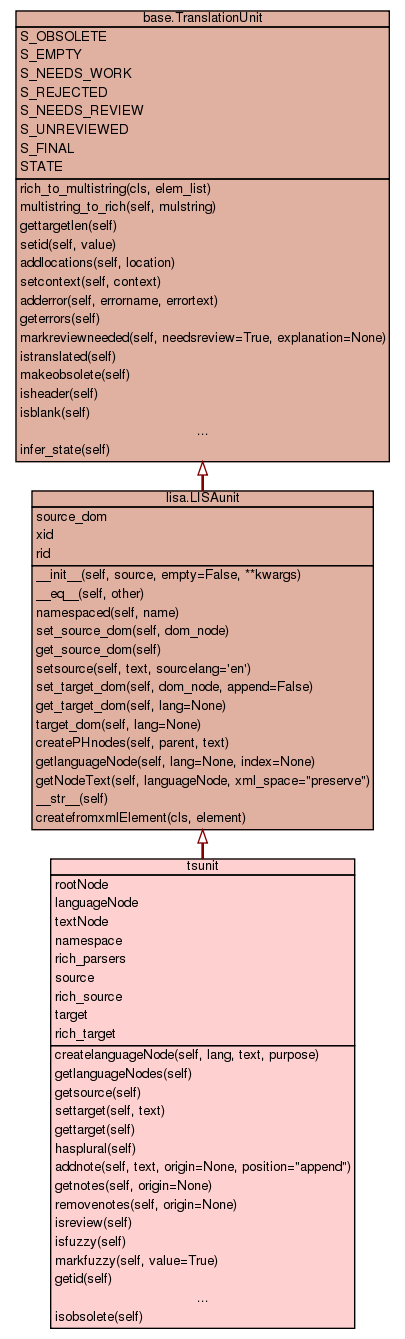 base.TranslationUnit
S_OBSOLETE
S_EMPTY
S_NEEDS_WORK
S_REJECTED
S_NEEDS_REVIEW
S_UNREVIEWED
S_FINAL
STATE
rich_to_multistring(cls, elem_list)
multistring_to_rich(self, mulstring)
gettargetlen(self)
setid(self, value)
addlocations(self, location)
setcontext(self, context)
adderror(self, errorname, errortext)
geterrors(self)
markreviewneeded(self, needsreview=True, explanation=None)
istranslated(self)
makeobsolete(self)
isheader(self)
isblank(self)
...
infer_state(self)
lisa.LISAunit
source_dom
xid
rid
__init__(self, source, empty=False, **kwargs)
__eq__(self, other)
namespaced(self, name)
set_source_dom(self, dom_node)
get_source_dom(self)
setsource(self, text, sourcelang='en')
set_target_dom(self, dom_node, append=False)
get_target_dom(self, lang=None)
target_dom(self, lang=None)
createPHnodes(self, parent, text)
getlanguageNode(self, lang=None, index=None)
getNodeText(self, languageNode, xml_space="preserve")
__str__(self)
createfromxmlElement(cls, element)
tsunit
rootNode
languageNode
textNode
namespace
rich_parsers
source
rich_source
target
rich_target
createlanguageNode(self, lang, text, purpose)
getlanguageNodes(self)
getsource(self)
settarget(self, text)
gettarget(self)
hasplural(self)
addnote(self, text, origin=None, position="append")
getnotes(self, origin=None)
removenotes(self, origin=None)
isreview(self)
isfuzzy(self)
markfuzzy(self, value=True)
getid(self)
...
isobsolete(self)